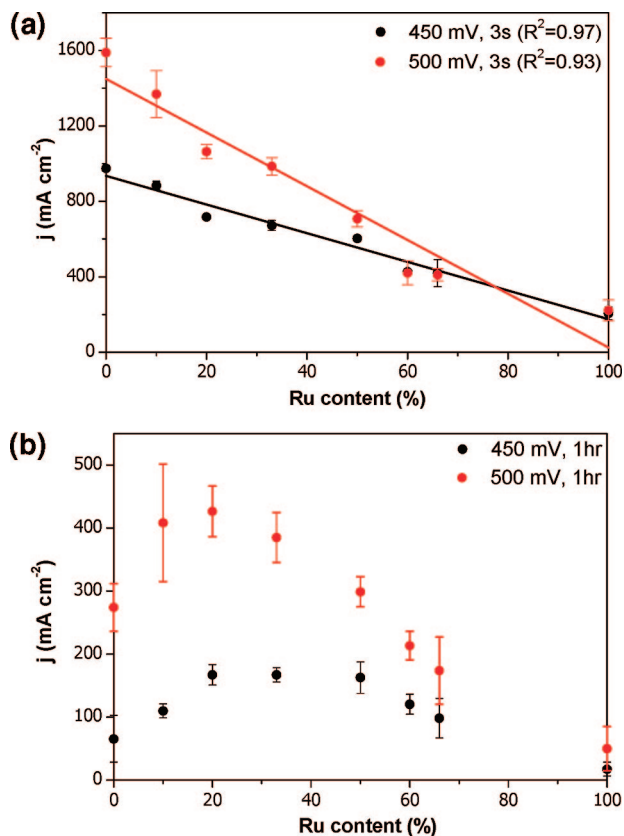 (a)
450 mV, 3s (R²=0.97)
500 mV, 3s (R²=0.93)
j (mA cm⁻²)
1600
1200
800
400
0
0 20 40 60 80 100
Ru content (%)
(b)
450 mV, 1hr
500 mV, 1hr
j (mA cm⁻²)
500
400
300
200
100
0
0 20 40 60 80 100
Ru content (%)